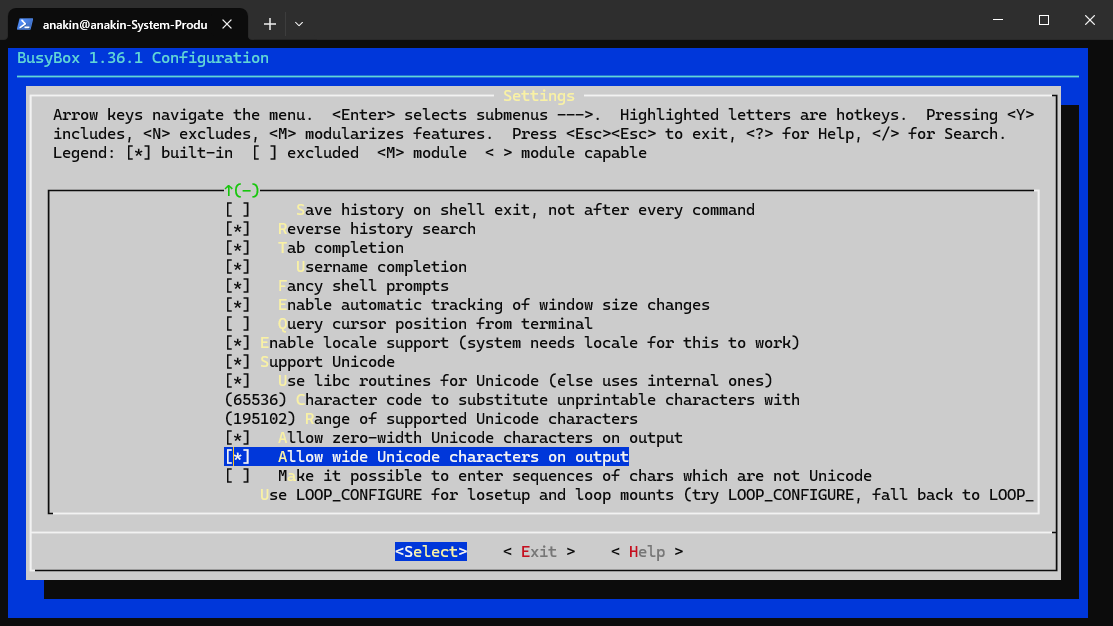 anakin@anakin-System-Produ
BusyBox 1.36.1 Configuration
Settings
Arrow keys navigate the menu.  <Enter> selects submenus --->.  Highlighted letters are hotkeys.  Pressing <Y>
includes, <N> excludes, <M> modularizes features.  Press <Esc><Esc> to exit, <?> for Help, </> for Search.
Legend: [*] built-in  [ ] excluded  <M> module  < > module capable
↑(-)
[ ]     Save history on shell exit, not after every command
[*]   Reverse history search
[*]   Tab completion
[*]     Username completion
[*]   Fancy shell prompts
[*]   Enable automatic tracking of window size changes
[ ]   Query cursor position from terminal
[*] Enable locale support (system needs locale for this to work)
[*] Support Unicode
[*]   Use libc routines for Unicode (else uses internal ones)
(65536) Character code to substitute unprintable characters with
(195102) Range of supported Unicode characters
[*]   Allow zero-width Unicode characters on output
[*]   Allow wide Unicode characters on output
[ ]   Make it possible to enter sequences of chars which are not Unicode
Use LOOP_CONFIGURE for losetup and loop mounts (try LOOP_CONFIGURE, fall back to LOOP_
<Select>    < Exit >    < Help >